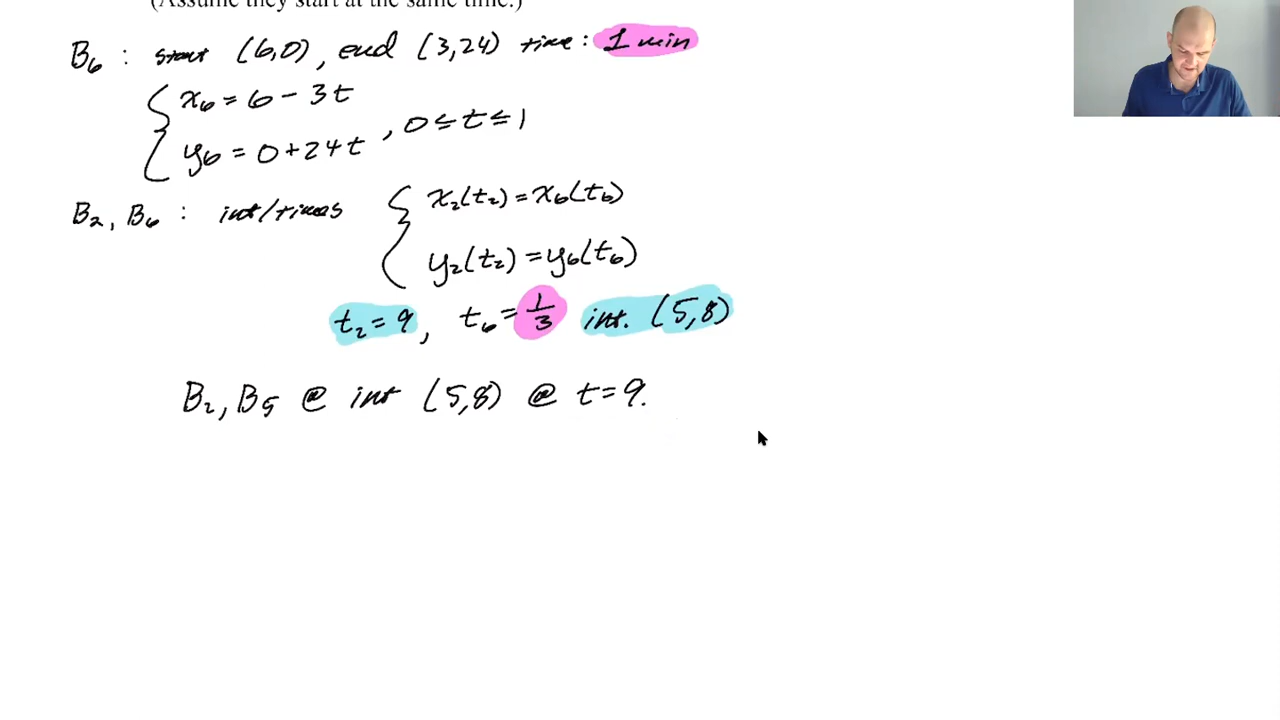 (Assume they start at the same time.)
B₆ : start (6,0), end (3,24) time: 1 min
{ x₆ = 6 - 3t
{ y₆ = 0+24t , 0≤t≤1
B₂, B₆ : int/times { x₂(t₂)=x₆(t₆)
{ y₂(t₂)=y₆(t₆)
t₂=9, t₆=1/3 int. (5,8)
B₂, B₅ @ int (5,8) @ t=9.